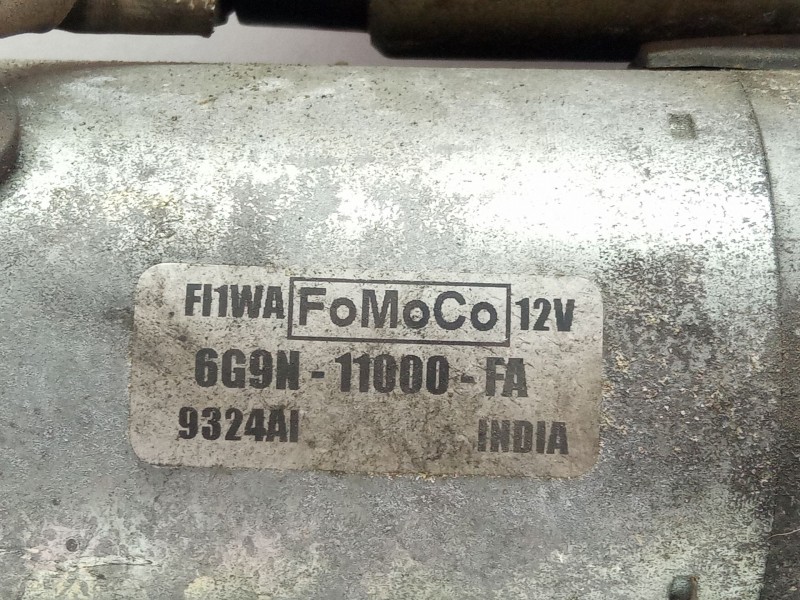 FI1WA FoMoCo 12V
6G9N - 11000 - FA
9324AI INDIA